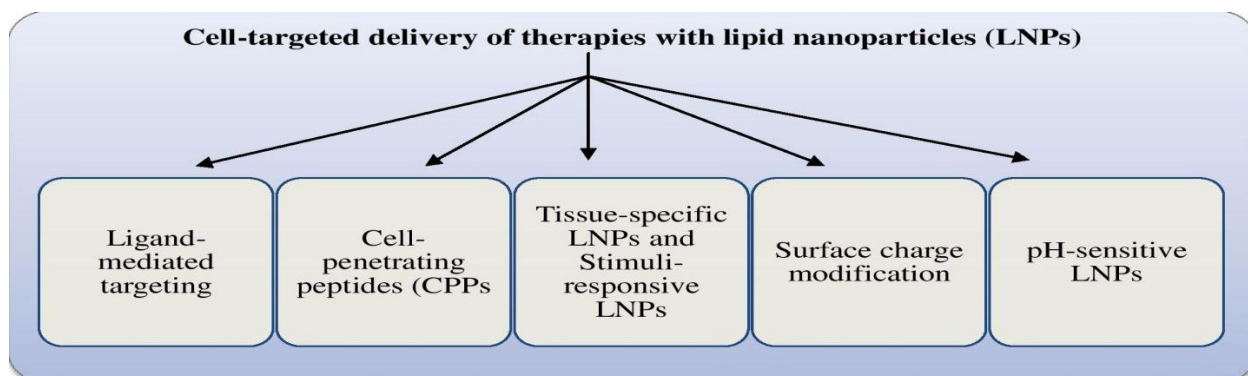 Cell-targeted delivery of therapies with lipid nanoparticles (LNPs)
Ligand-
mediated
targeting
Cell-
penetrating
peptides (CPPs
Tissue-specific
LNPs and
Stimuli-
responsive
LNPs
Surface charge
modification
pH-sensitive
LNPs